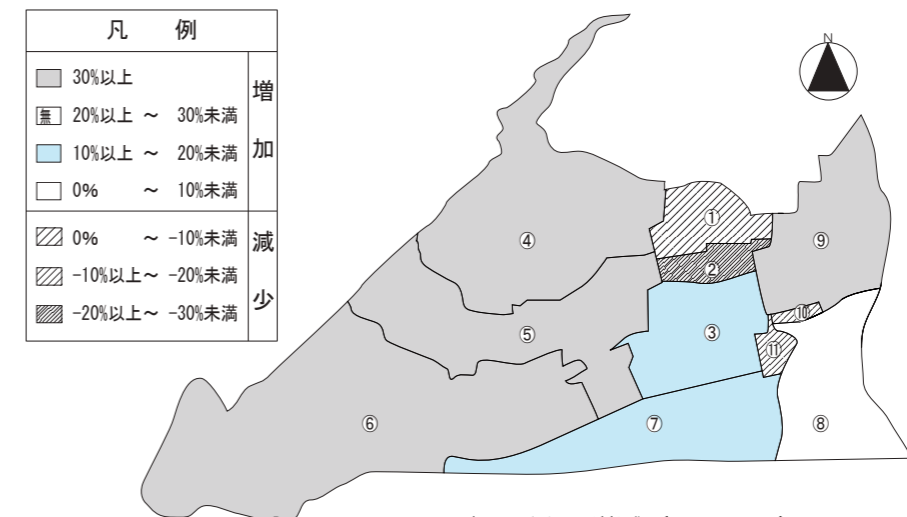 凡 例
30%以上
無 20%以上 ~ 30%未満
10%以上 ~ 20%未満
0% ~ 10%未満
増加
0% ~ -10%未満
-10%以上~ -20%未満
-20%以上~ -30%未満
減少
N
①
④
⑨
②
⑩
⑤
③
⑪
⑥
⑦
⑧